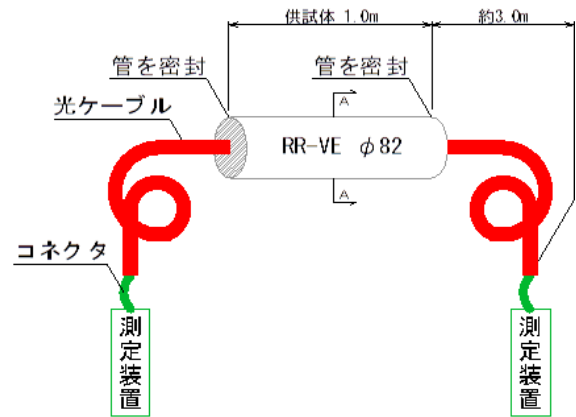 供試体 1.0m
約3.0m
管を密封
管を密封
光ケーブル
A
RR-VE φ82
A
コネクタ
測定装置
測定装置